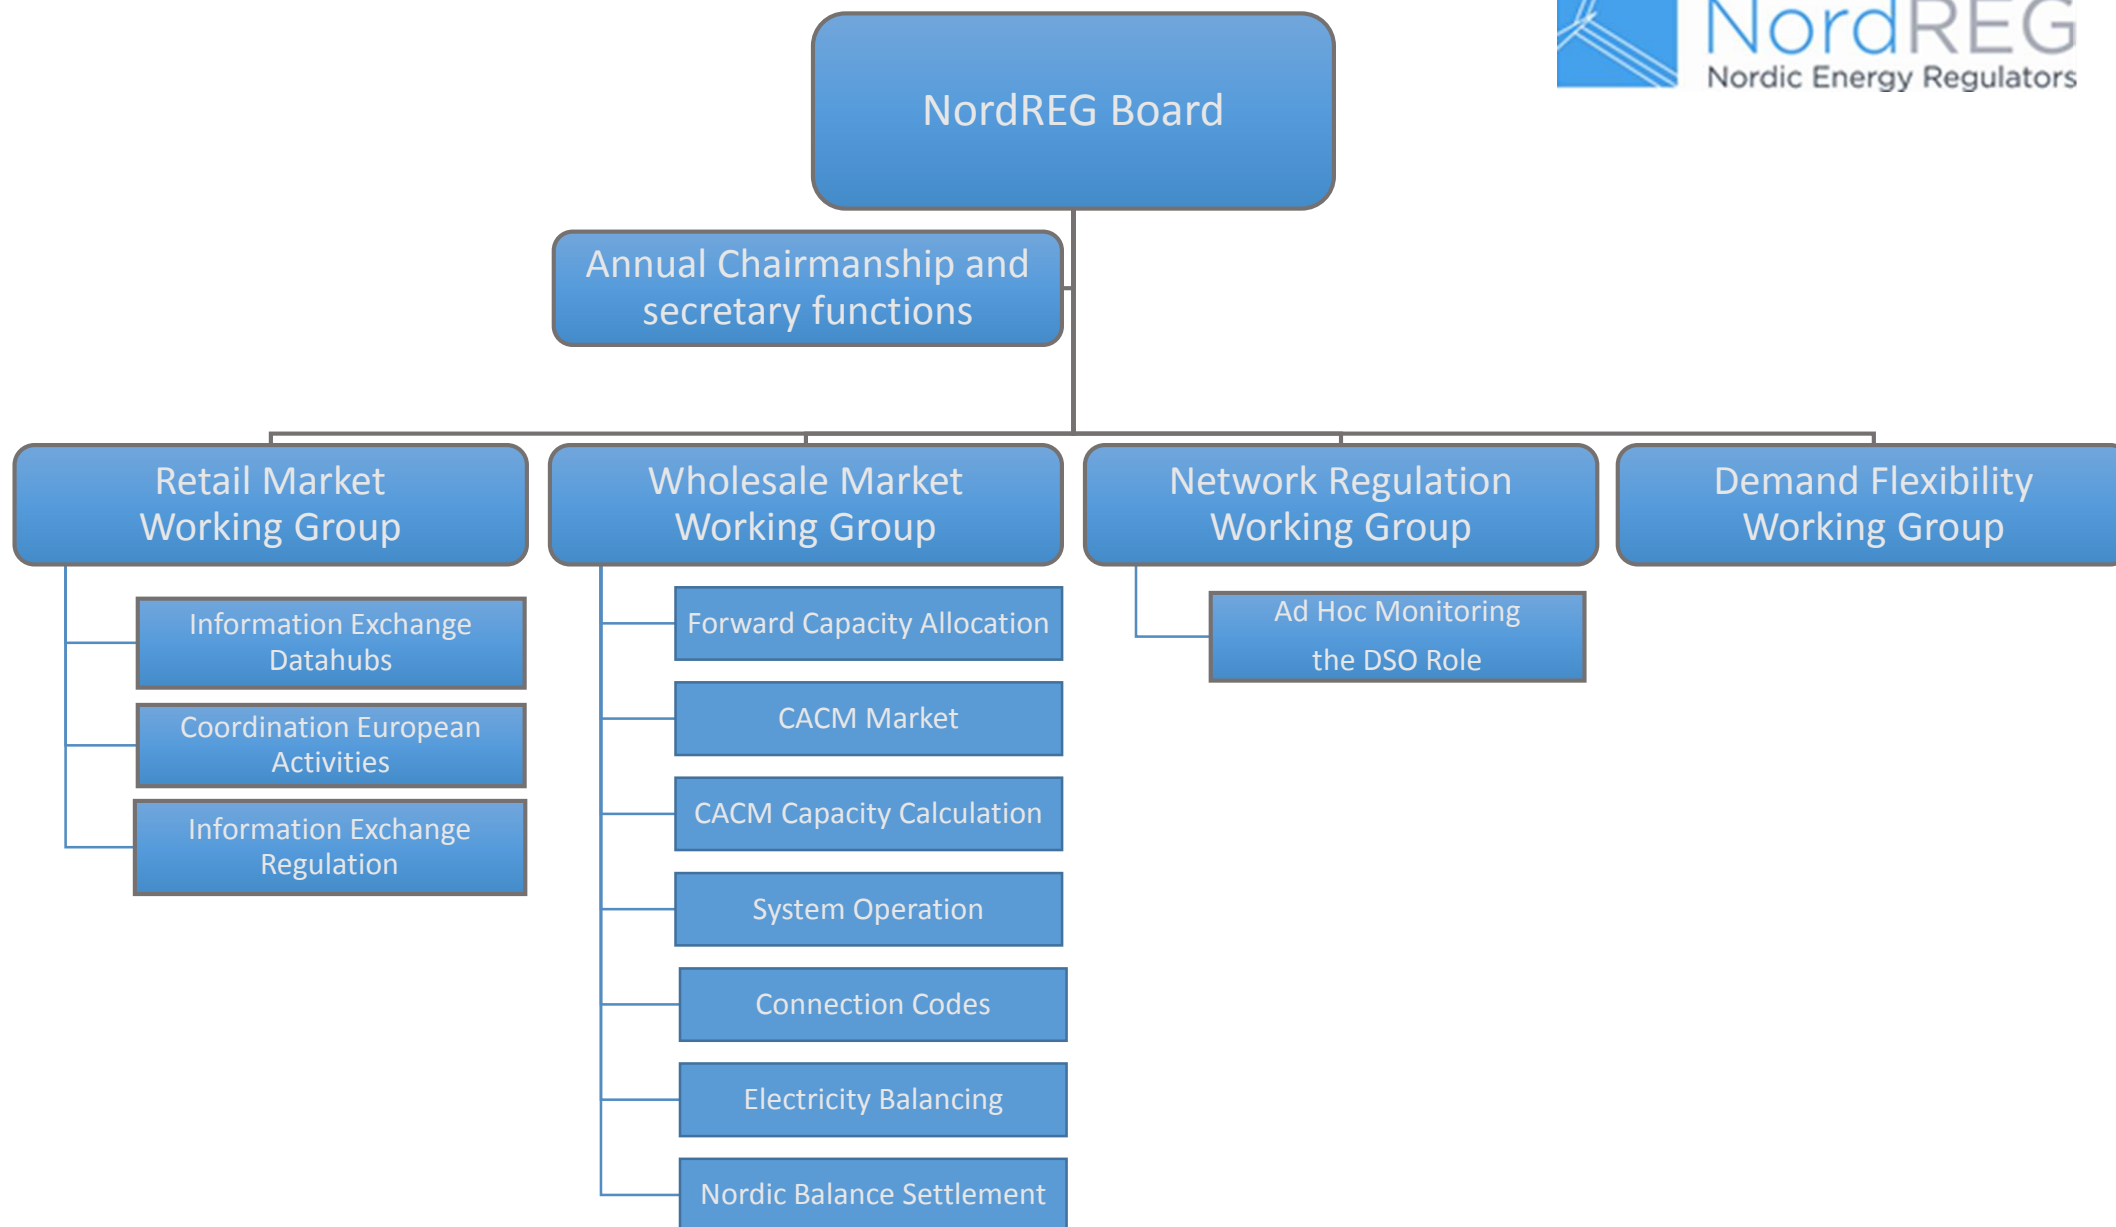 NordREG
Nordic Energy Regulators
NordREG Board
Annual Chairmanship and
secretary functions
Retail Market
Working Group
Wholesale Market
Working Group
Network Regulation
Working Group
Demand Flexibility
Working Group
Information Exchange
Datahubs
Coordination European
Activities
Information Exchange
Regulation
Forward Capacity Allocation
CACM Market
CACM Capacity Calculation
System Operation
Connection Codes
Electricity Balancing
Nordic Balance Settlement
Ad Hoc Monitoring
the DSO Role